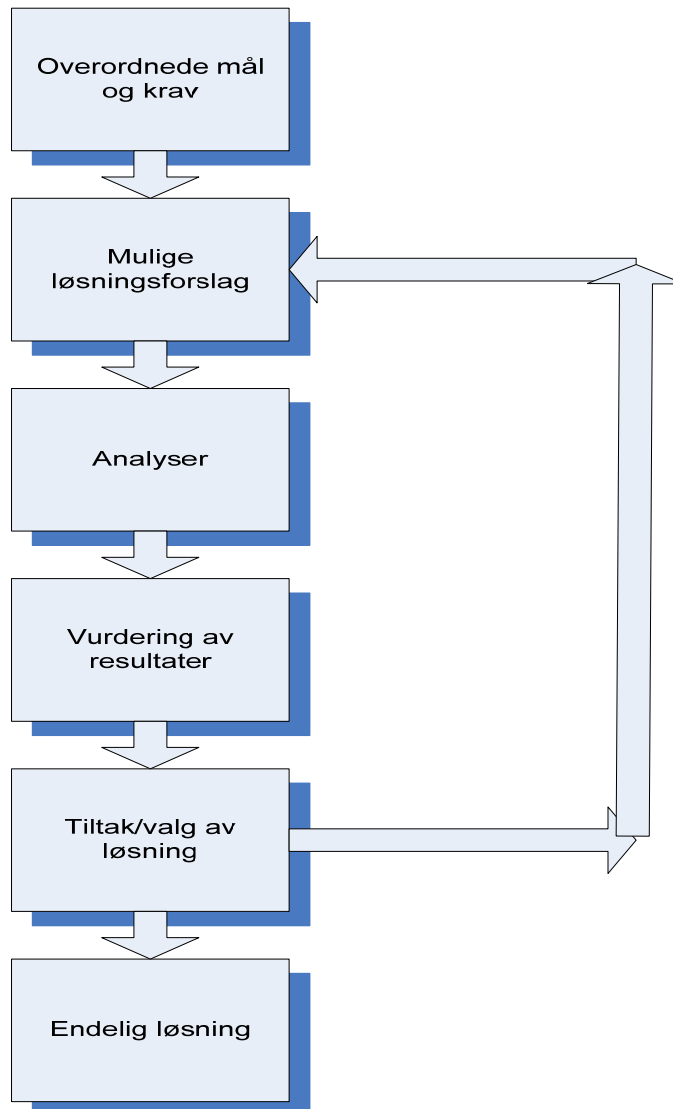 Overordnede mål
og krav
Mulige
løsningsforslag
Analyser
Vurdering av
resultater
Tiltak/valg av
løsning
Endelig løsning